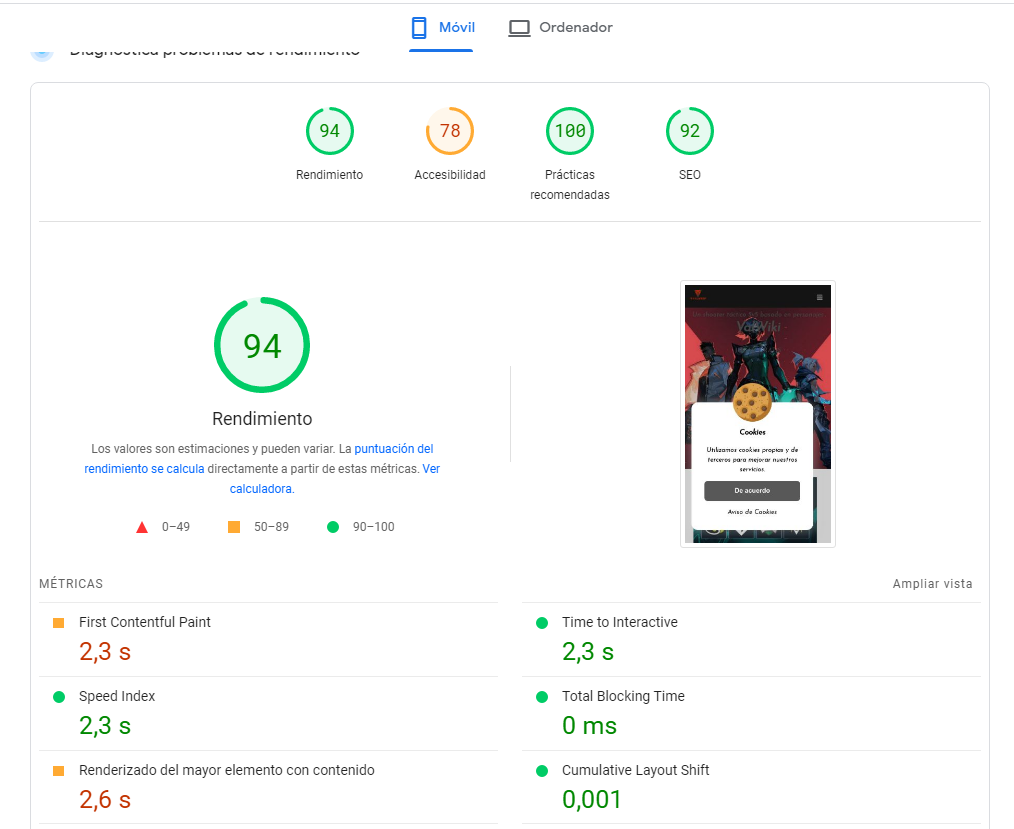 Móvil
Ordenador
Diagnostica problemas de rendimiento
94
78
100
92
Rendimiento
Accesibilidad
Prácticas
recomendadas
SEO
94
Rendimiento
Los valores son estimaciones y pueden variar. La puntuación del
rendimiento se calcula directamente a partir de estas métricas. Ver
calculadora.
0–49
50–89
90–100
Cookies
Utilizamos cookies propias y de
terceros para mejorar nuestros
servicios.
De acuerdo
Aviso de Cookies
MÉTRICAS
Ampliar vista
First Contentful Paint
2,3 s
Time to Interactive
2,3 s
Speed Index
2,3 s
Total Blocking Time
0 ms
Renderizado del mayor elemento con contenido
2,6 s
Cumulative Layout Shift
0,001